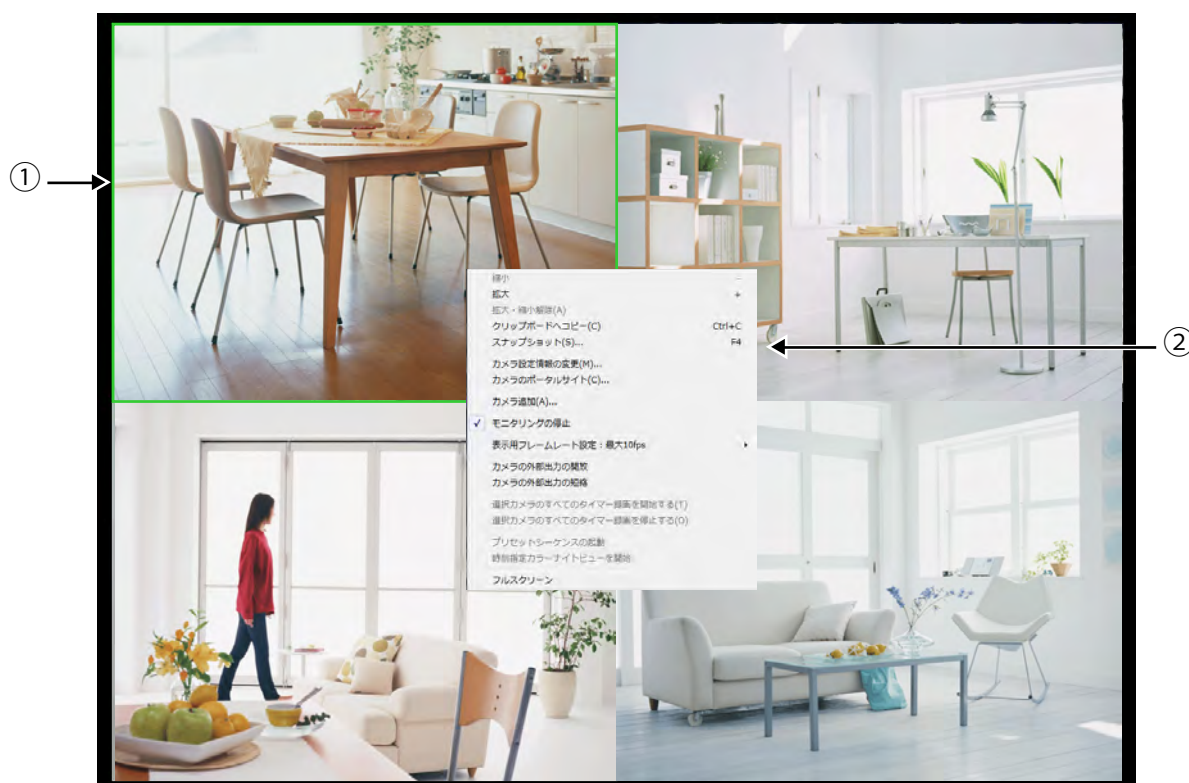 ①
②
縮小 -
拡大 +
拡大・縮小解除(A)
クリップボードへコピー(C) Ctrl+C
スナップショット(S)... F4
カメラ設定情報の変更(M)...
カメラのポータルサイト(C)...
カメラ追加(A)...
✓ モニタリングの停止
表示用フレームレート設定：最大10fps
カメラの外部出力の開放
カメラの外部出力の短絡
選択カメラのすべてのタイマー録画を開始する(T)
選択カメラのすべてのタイマー録画を停止する(O)
プリセットシーケンスの起動
時刻指定カラーナイトビューを開始
フルスクリーン